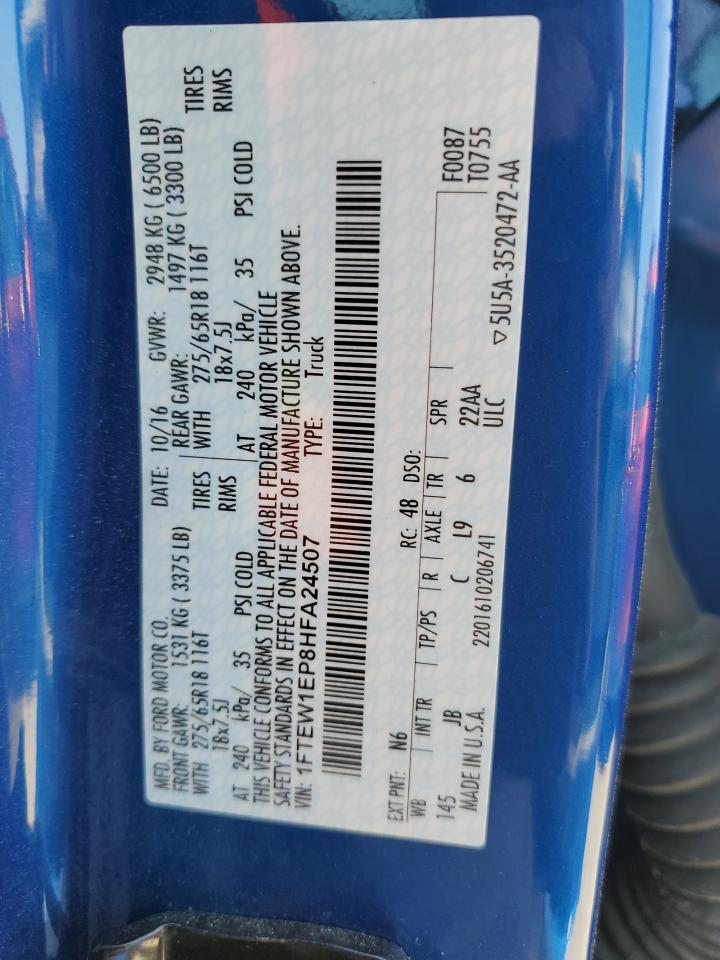 MFD. BY FORD MOTOR CO. DATE: 10/16 GVWR: 2948 KG ( 6500 LB)
FRONT GAWR: 1531 KG ( 3375 LB) REAR GAWR: 1497 KG ( 3300 LB)
WITH 275/65R18 116T TIRES WITH 275/65R18 116T TIRES
18x7.5J RIMS 18x7.5J RIMS
AT 240 kPa/ 35 PSI COLD AT 240 kPa/ 35 PSI COLD
THIS VEHICLE CONFORMS TO ALL APPLICABLE FEDERAL MOTOR VEHICLE
SAFETY STANDARDS IN EFFECT ON THE DATE OF MANUFACTURE SHOWN ABOVE.
VIN: 1FTEW1EP8HFA24507 TYPE: Truck
EXT PNT: N6 RC: 48 DSO: F0087
WB INT TR TP/PS R AXLE TR SPR T0755
145 JB C L9 6 22AA
MADE IN U.S.A. 2201610206741 ULC
▽ 5U5A-3520472-AA